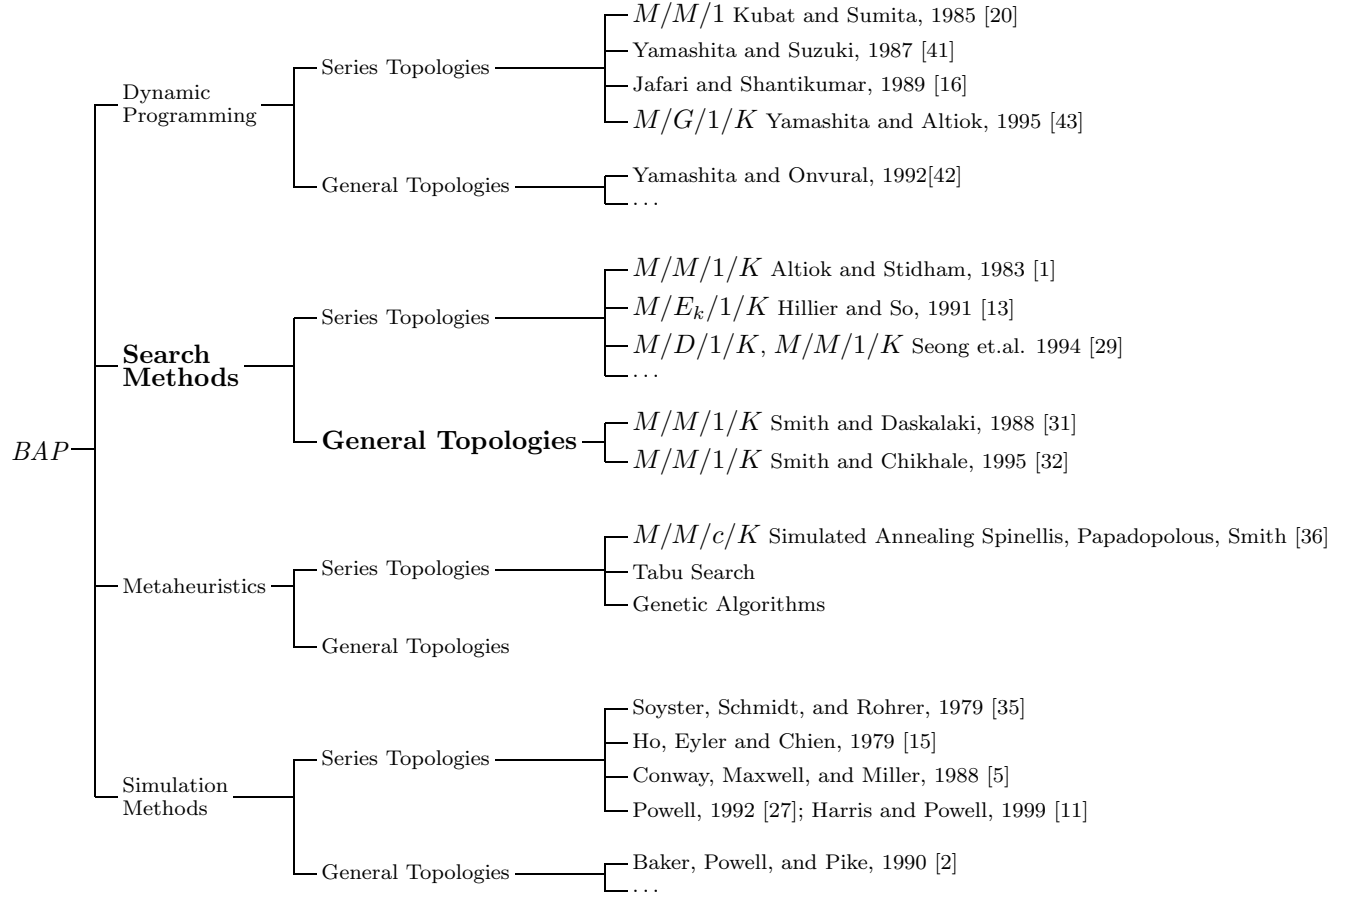 M/M/1 Kubat and Sumita, 1985 [20]
Series Topologies
Yamashita and Suzuki, 1987 [41]
Jafari and Shantikumar, 1989 [16]
M/G/1/K Yamashita and Altiok, 1995 [43]
Dynamic
Programming
General Topologies
Yamashita and Onvural, 1992[42]
...
M/M/1/K Altiok and Stidham, 1983 [1]
M/E_k/1/K Hillier and So, 1991 [13]
Series Topologies
M/D/1/K, M/M/1/K Seong et.al. 1994 [29]
...
Search
Methods
General Topologies
M/M/1/K Smith and Daskalaki, 1988 [31]
M/M/1/K Smith and Chikhale, 1995 [32]
BAP
M/M/c/K Simulated Annealing Spinellis, Papadopolous, Smith [36]
Series Topologies
Tabu Search
Genetic Algorithms
Metaheuristics
General Topologies
Soyster, Schmidt, and Rohrer, 1979 [35]
Ho, Eyler and Chien, 1979 [15]
Series Topologies
Conway, Maxwell, and Miller, 1988 [5]
Powell, 1992 [27]; Harris and Powell, 1999 [11]
Simulation
Methods
General Topologies
Baker, Powell, and Pike, 1990 [2]
...